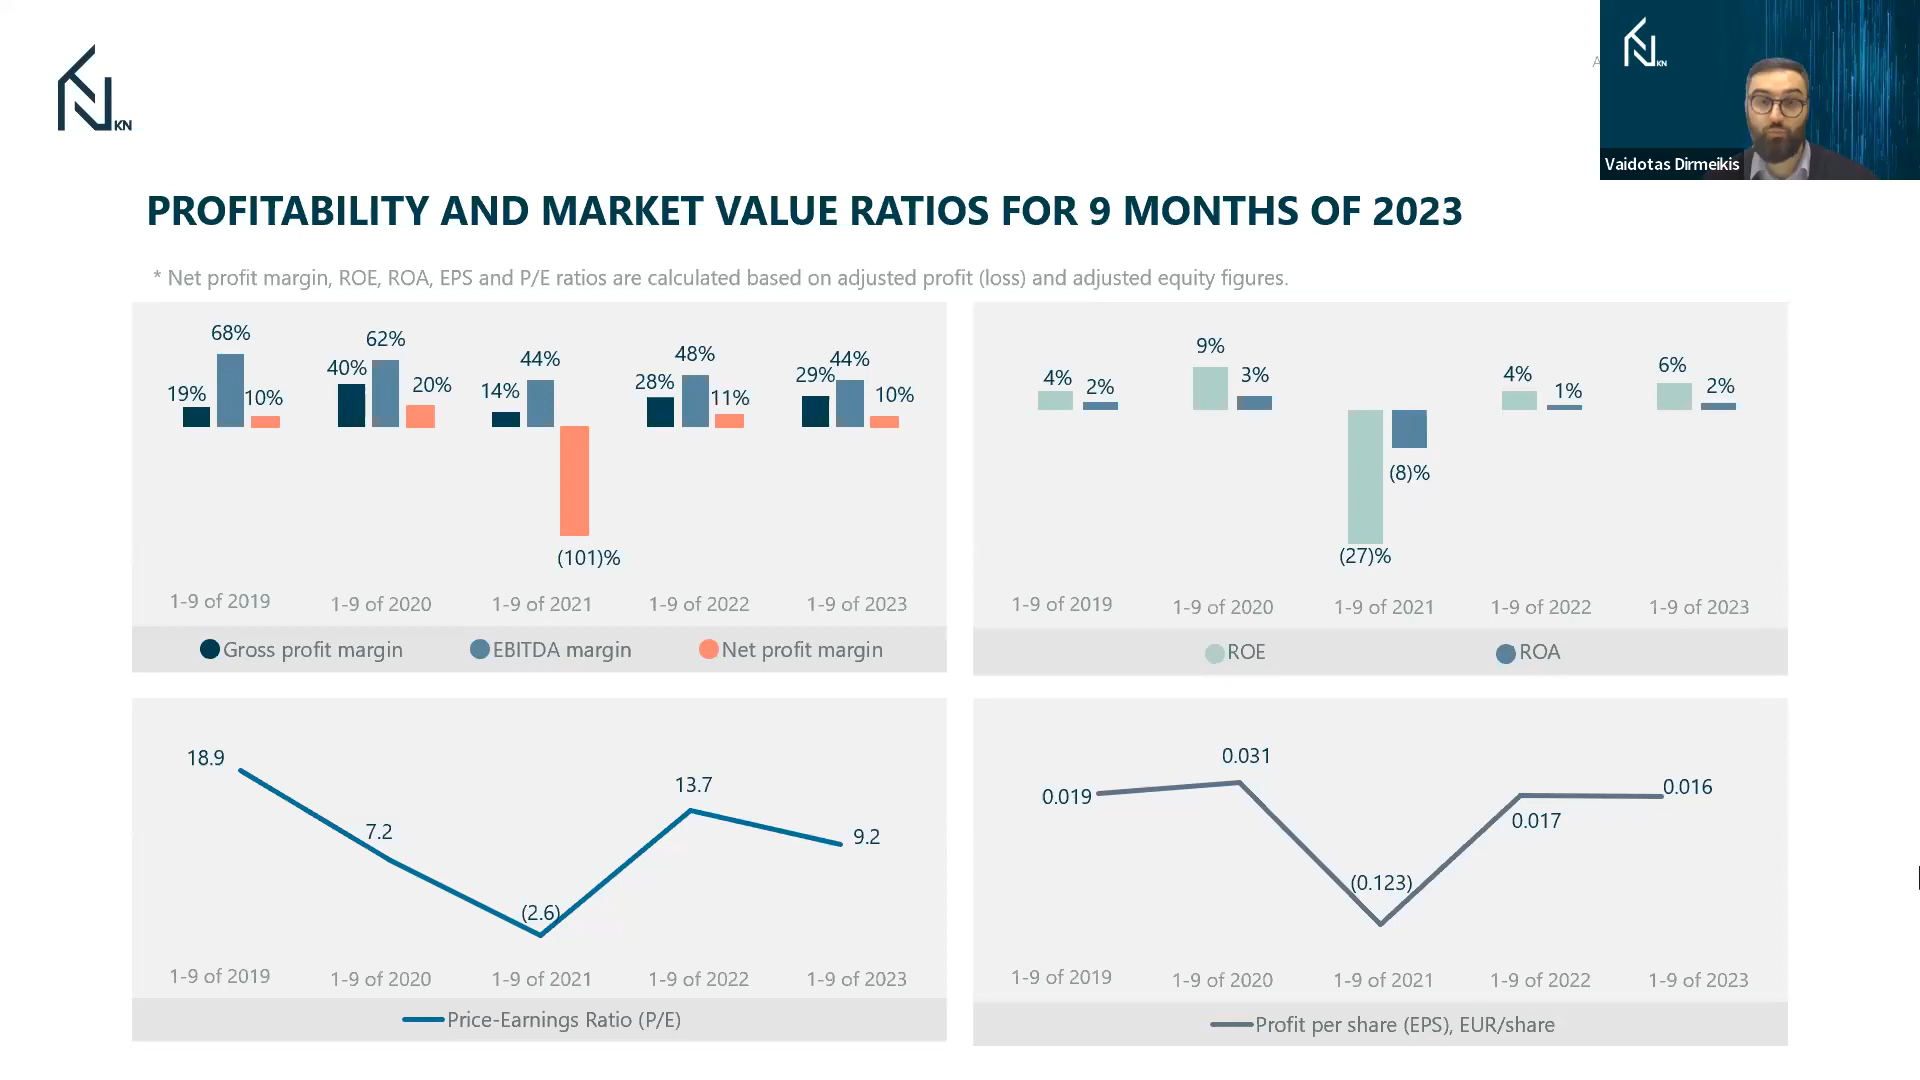 KN
A
KN
Vaidotas Dirmeikis
PROFITABILITY AND MARKET VALUE RATIOS FOR 9 MONTHS OF 2023
* Net profit margin, ROE, ROA, EPS and P/E ratios are calculated based on adjusted profit (loss) and adjusted equity figures.
68%
62%
44%
48%
44%
19%
10%
40%
20%
14%
28%
11%
29%
10%
(101)%
1-9 of 2019
1-9 of 2020
1-9 of 2021
1-9 of 2022
1-9 of 2023
Gross profit margin
EBITDA margin
Net profit margin
4%
2%
9%
3%
(27)%
(8)%
4%
1%
6%
2%
1-9 of 2019
1-9 of 2020
1-9 of 2021
1-9 of 2022
1-9 of 2023
ROE
ROA
18.9
7.2
(2.6)
13.7
9.2
1-9 of 2019
1-9 of 2020
1-9 of 2021
1-9 of 2022
1-9 of 2023
Price-Earnings Ratio (P/E)
0.019
0.031
(0.123)
0.017
0.016
1-9 of 2019
1-9 of 2020
1-9 of 2021
1-9 of 2022
1-9 of 2023
Profit per share (EPS), EUR/share